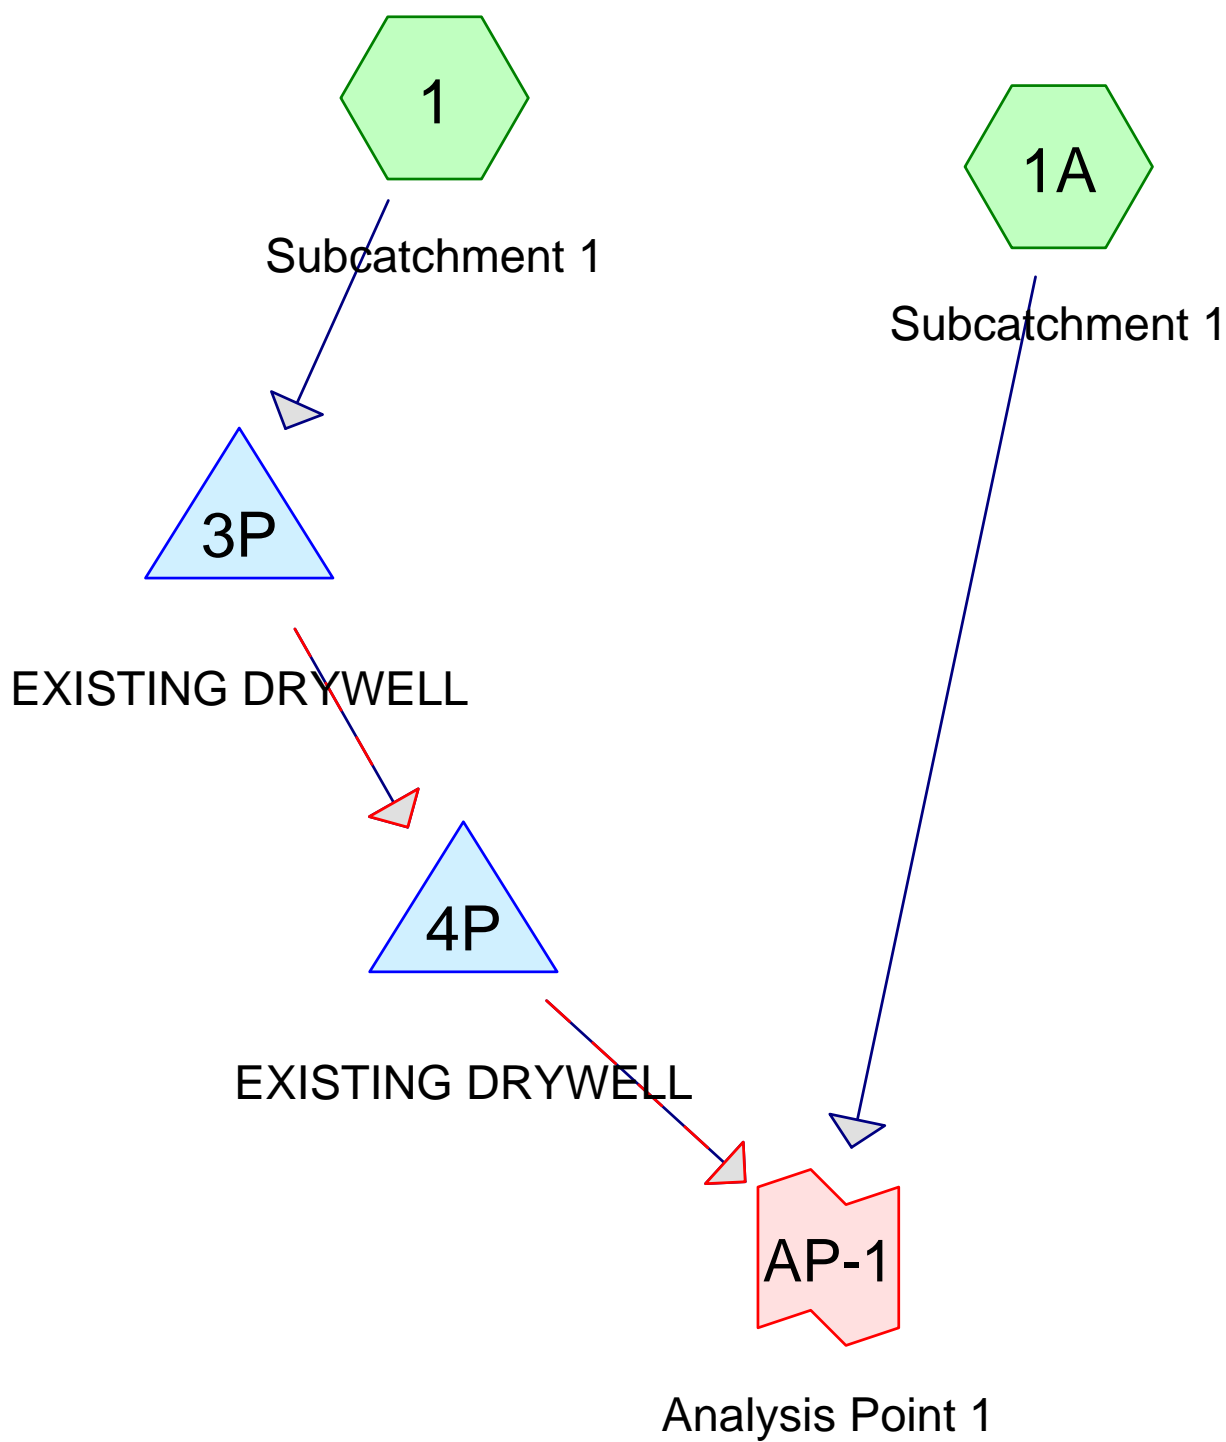 1
Subcatchment 1
1A
Subcatchment 1
3P
EXISTING DRYWELL
4P
EXISTING DRYWELL
AP-1
Analysis Point 1